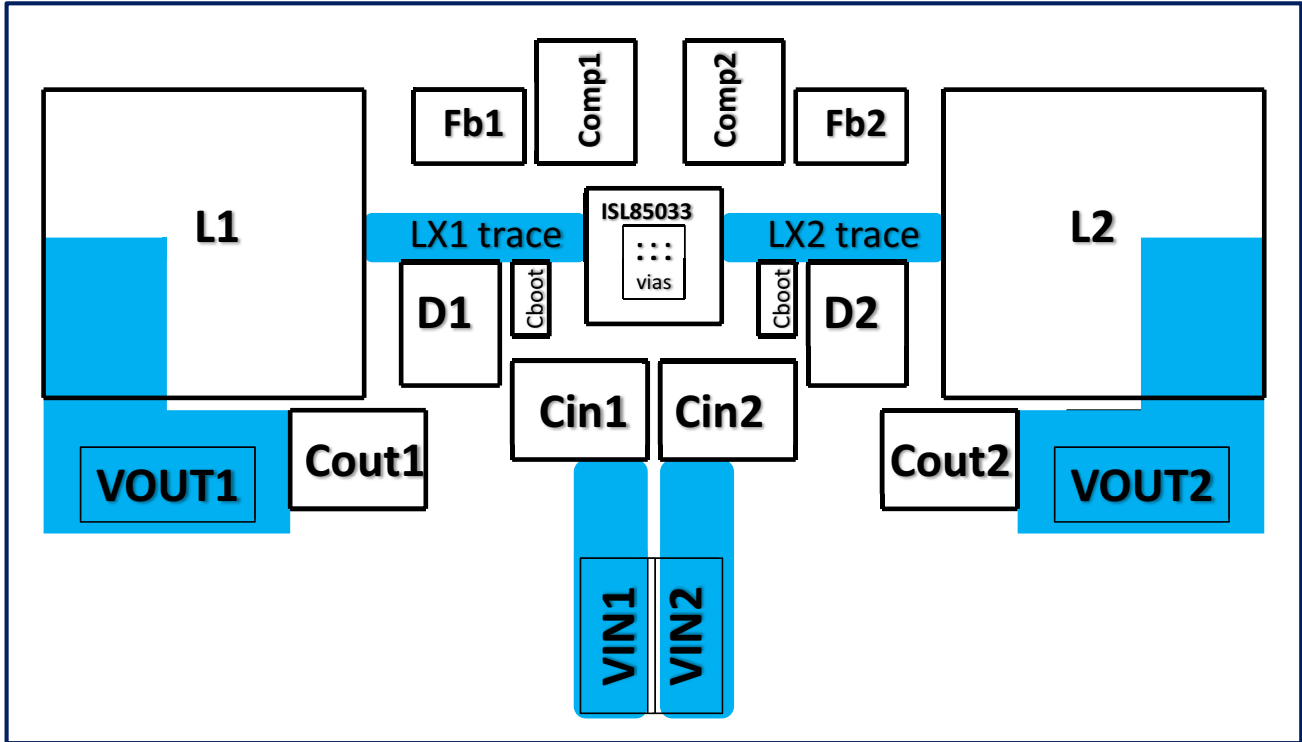 Comp1
Comp2
Fb1
Fb2
L1
LX1 trace
ISL85033
LX2 trace
L2
vias
D1
Cboot
Cboot
D2
Cin1
Cin2
Cout1
Cout2
VOUT1
VOUT2
VIN1
VIN2